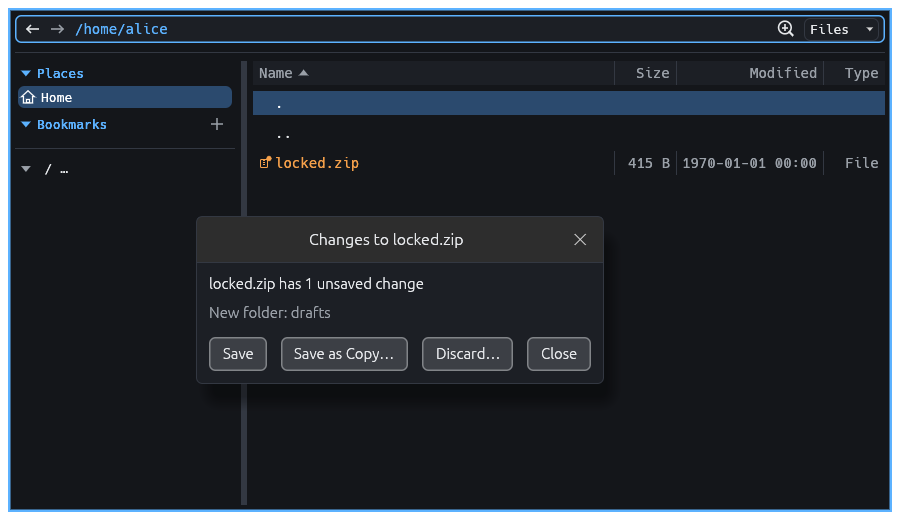 /home/alice
Files
Places
Home
Bookmarks
/ …
Name Size Modified Type
.
..
locked.zip 415 B 1970-01-01 00:00 File
Changes to locked.zip
locked.zip has 1 unsaved change
New folder: drafts
Save Save as Copy… Discard… Close